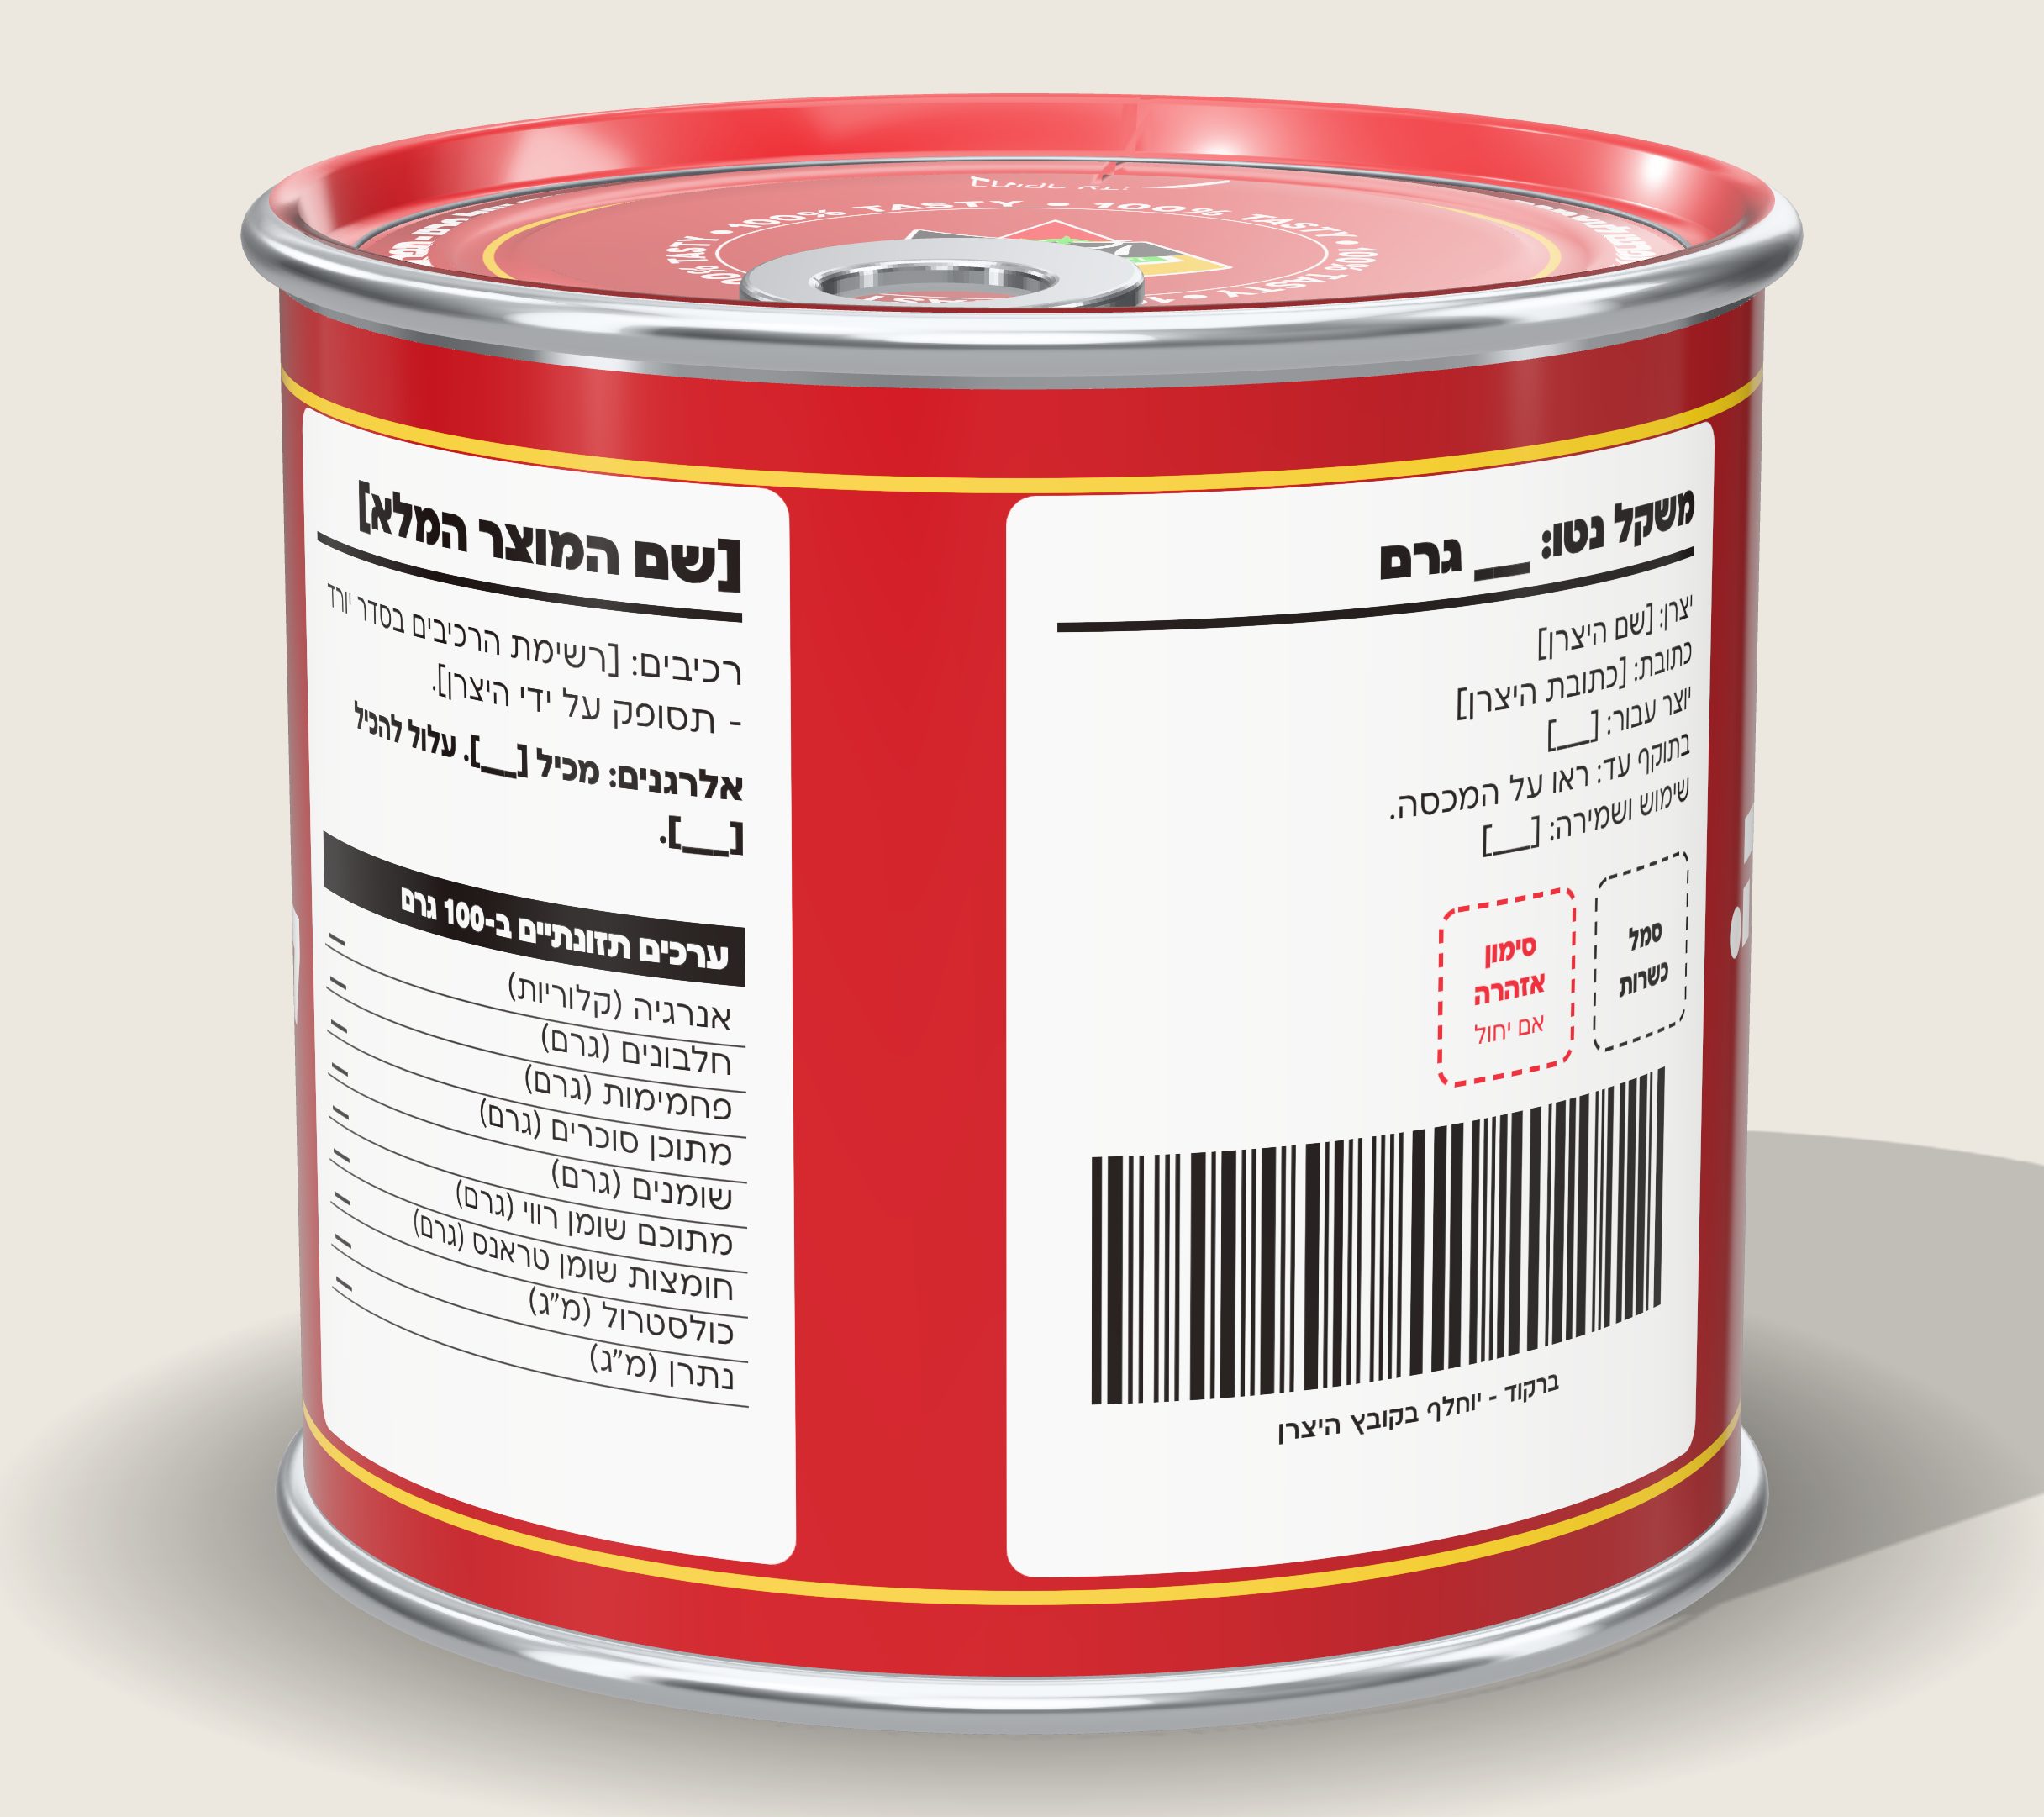 100% TASTY • 100% TASTY • 100% TASTY
[שם המוצר המלא]
רכיבים: [רשימת הרכיבים בסדר יורד
- תסופק על ידי היצרן].
אלרגנים: מכיל [__]. עלול להכיל
[__].
ערכים תזונתיים ב-100 גרם
אנרגיה (קלוריות) –
חלבונים (גרם) –
פחמימות (גרם) –
מתוכן סוכרים (גרם) –
שומנים (גרם) –
מתוכם שומן רווי (גרם) –
חומצות שומן טראנס (גרם) –
כולסטרול (מ"ג) –
נתרן (מ"ג) –
משקל נטו: __ גרם
יצרן: [שם היצרן]
כתובת: [כתובת היצרן]
יוצר עבור: [__]
בתוקף עד: ראו על המכסה.
שימוש ושמירה: [__]
סמל
כשרות
סימון
אזהרה
אם יחול
ברקוד - יוחלף בקובץ היצרן